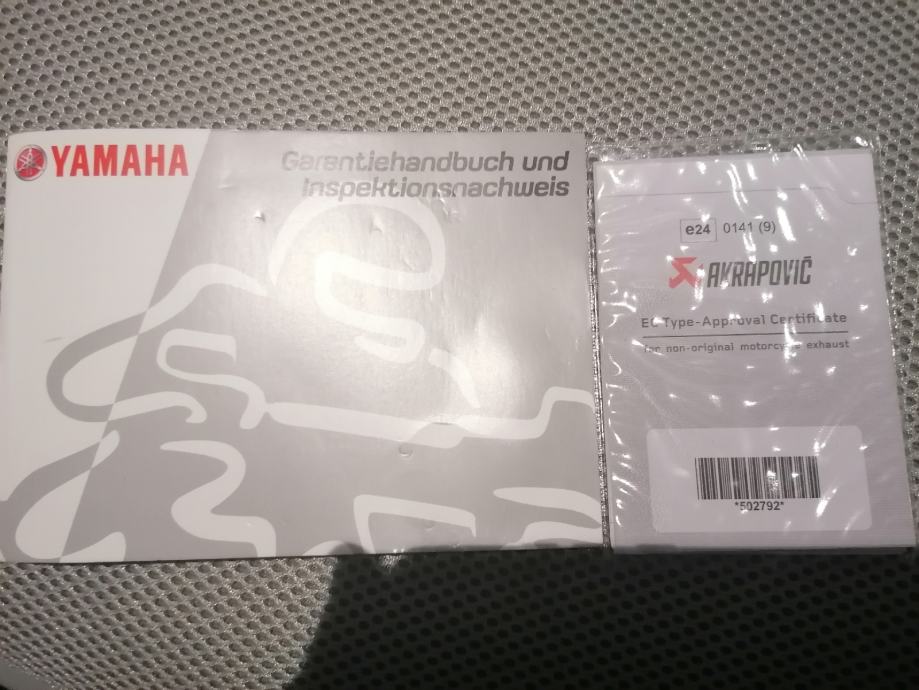 YAMAHA
Garantiehandbuch und
Inspektionsnachweis
e24 0141 (9)
AKRAPOVIČ
EC Type-Approval Certificate
for non-original motorcycle exhaust
*502792*